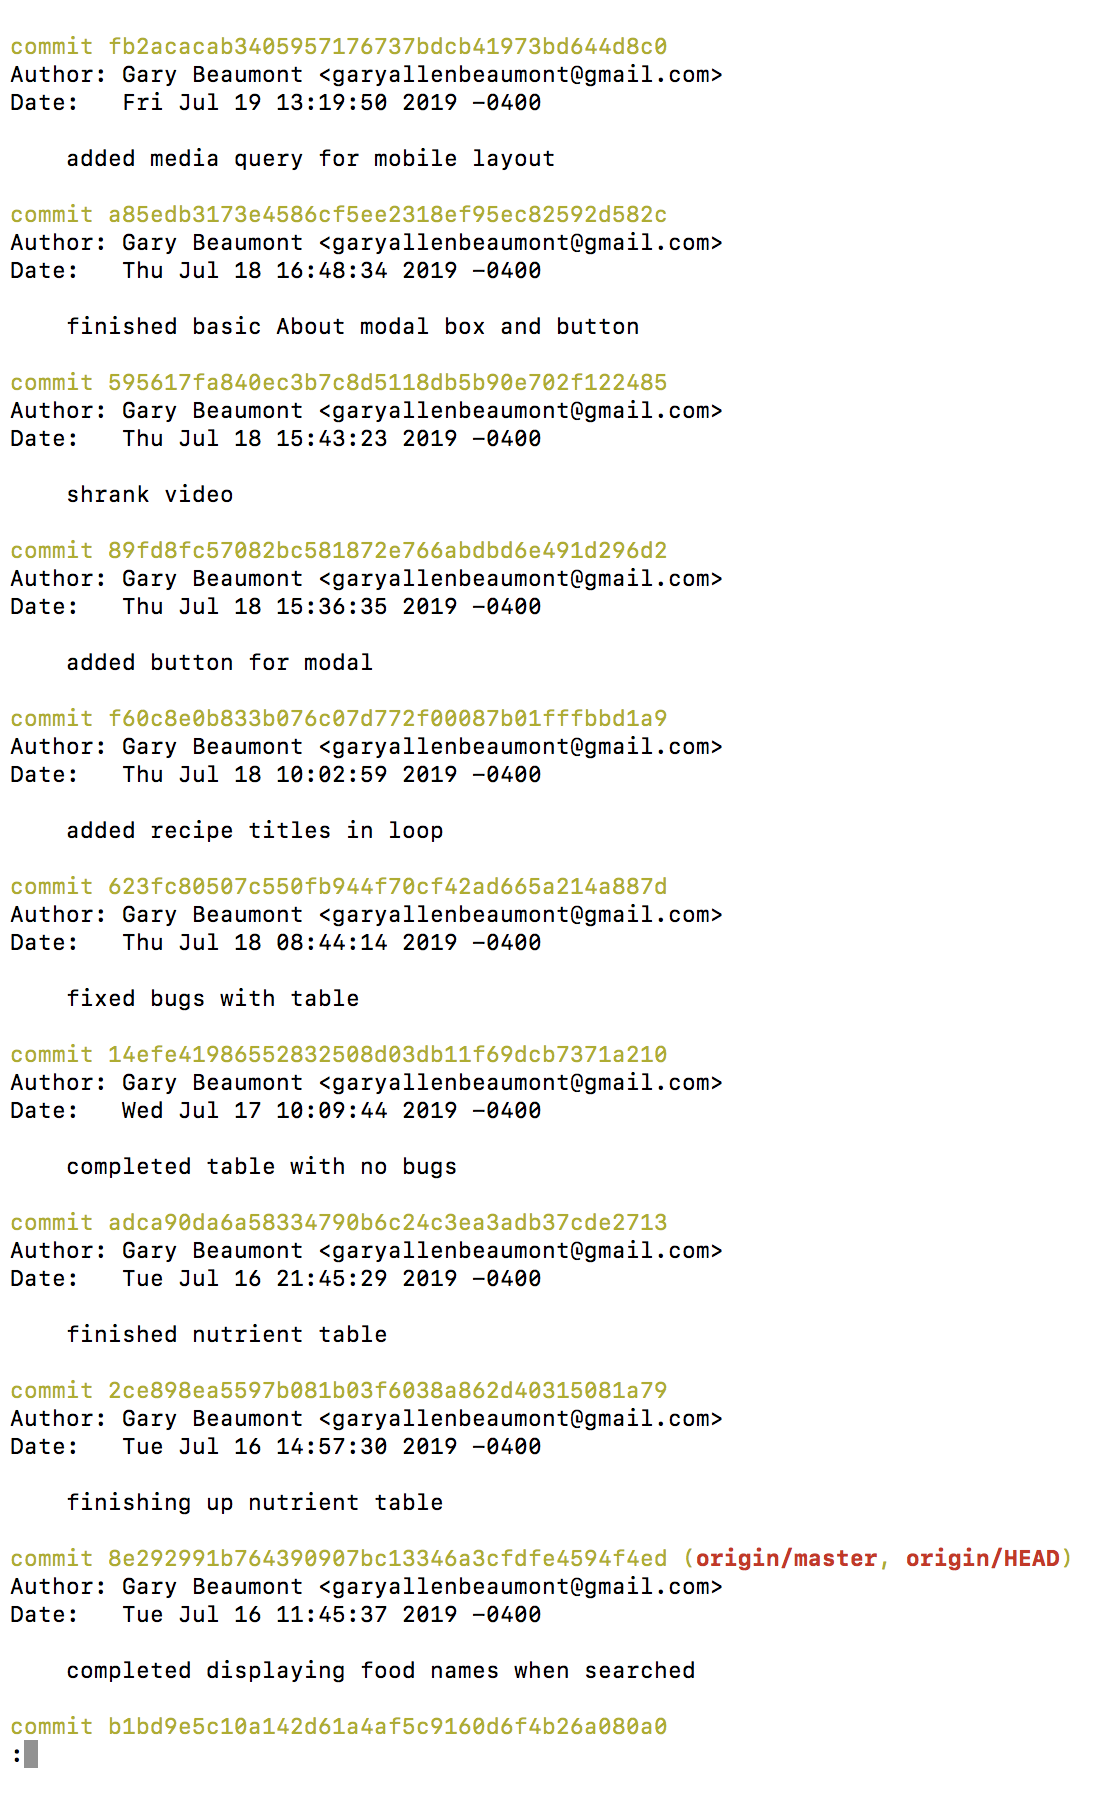 commit fb2acacab3405957176737bdcb41973bd644d8c0
Author: Gary Beaumont <garyallenbeaumont@gmail.com>
Date:   Fri Jul 19 13:19:50 2019 -0400
added media query for mobile layout
commit a85edb3173e4586cf5ee2318ef95ec82592d582c
Author: Gary Beaumont <garyallenbeaumont@gmail.com>
Date:   Thu Jul 18 16:48:34 2019 -0400
finished basic About modal box and button
commit 595617fa840ec3b7c8d5118db5b90e702f122485
Author: Gary Beaumont <garyallenbeaumont@gmail.com>
Date:   Thu Jul 18 15:43:23 2019 -0400
shrank video
commit 89fd8fc57082bc581872e766abdbd6e491d296d2
Author: Gary Beaumont <garyallenbeaumont@gmail.com>
Date:   Thu Jul 18 15:36:35 2019 -0400
added button for modal
commit f60c8e0b833b076c07d772f00087b01fffbbd1a9
Author: Gary Beaumont <garyallenbeaumont@gmail.com>
Date:   Thu Jul 18 10:02:59 2019 -0400
added recipe titles in loop
commit 623fc80507c550fb944f70cf42ad665a214a887d
Author: Gary Beaumont <garyallenbeaumont@gmail.com>
Date:   Thu Jul 18 08:44:14 2019 -0400
fixed bugs with table
commit 14efe41986552832508d03db11f69dcb7371a210
Author: Gary Beaumont <garyallenbeaumont@gmail.com>
Date:   Wed Jul 17 10:09:44 2019 -0400
completed table with no bugs
commit adca90da6a58334790b6c24c3ea3adb37cde2713
Author: Gary Beaumont <garyallenbeaumont@gmail.com>
Date:   Tue Jul 16 21:45:29 2019 -0400
finished nutrient table
commit 2ce898ea5597b081b03f6038a862d40315081a79
Author: Gary Beaumont <garyallenbeaumont@gmail.com>
Date:   Tue Jul 16 14:57:30 2019 -0400
finishing up nutrient table
commit 8e292991b764390907bc13346a3cfdfe4594f4ed (origin/master, origin/HEAD)
Author: Gary Beaumont <garyallenbeaumont@gmail.com>
Date:   Tue Jul 16 11:45:37 2019 -0400
completed displaying food names when searched
commit b1bd9e5c10a142d61a4af5c9160d6f4b26a080a0
: